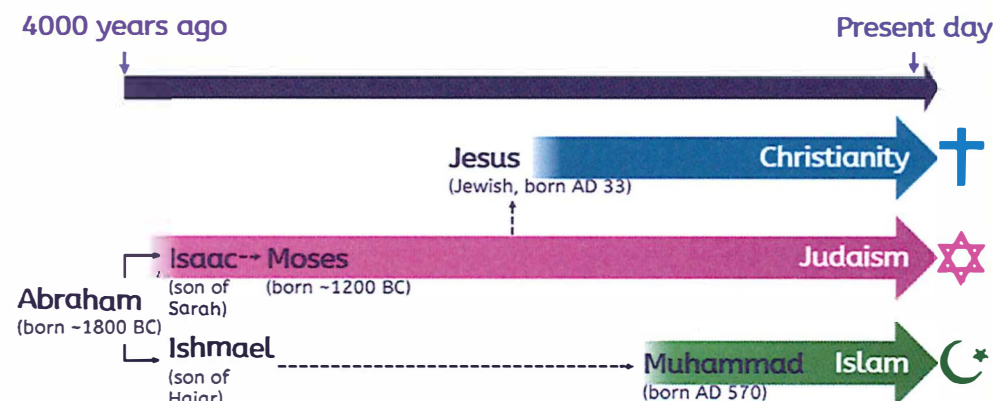 4000 years ago
Present day
Jesus
(Jewish, born AD 33)
Christianity
Isaac
Moses
Judaism
(son of
Sarah)
(born ~1200 BC)
Abraham
(born ~1800 BC)
Ishmael
(son of
Hajar)
Muhammad
Islam
(born AD 570)